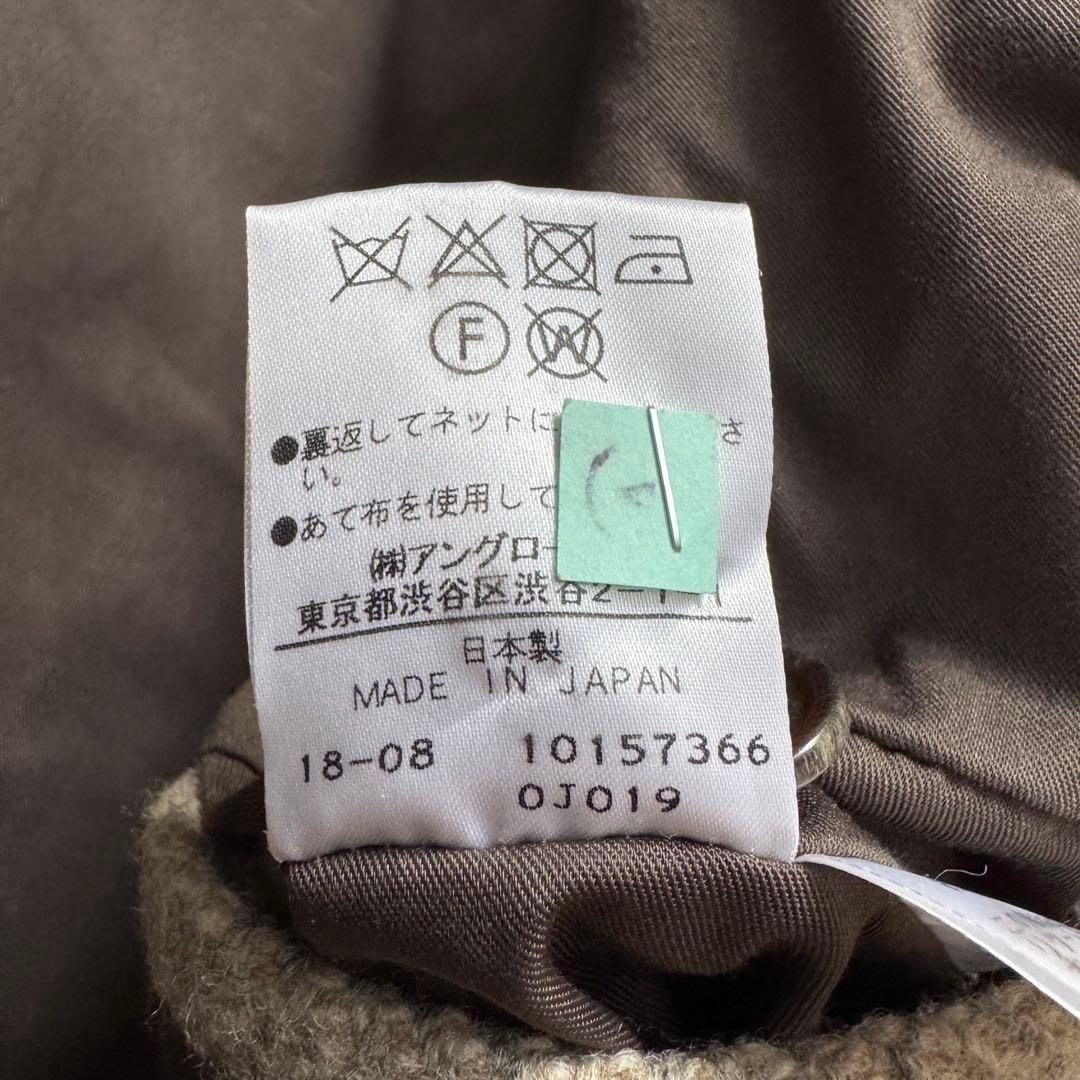 F
W
●裏返してネットに さ
い。
●あて布を使用して
(株)アングロー
東京都渋谷区渋谷2-1
日本製
MADE IN JAPAN
18-08 10157366
0J019